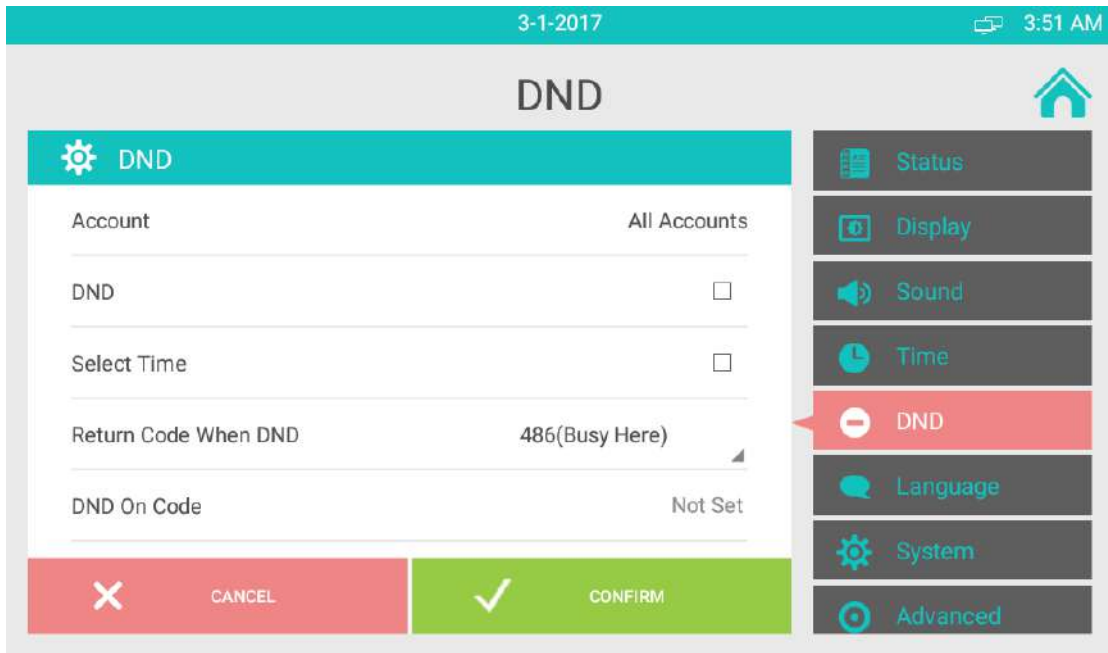 3-1-2017
3:51 AM
DND
DND
Account All Accounts
DND
Select Time
Return Code When DND 486(Busy Here)
DND On Code Not Set
CANCEL
CONFIRM
Status
Display
Sound
Time
DND
Language
System
Advanced